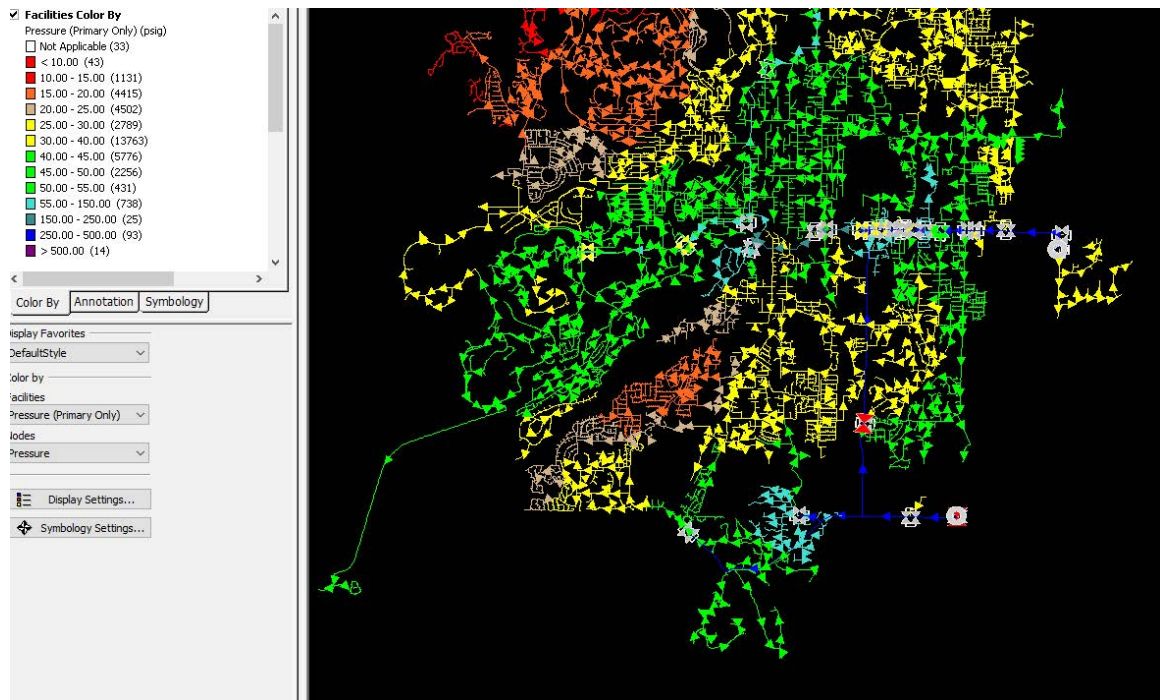 Facilities Color By
Pressure (Primary Only) (psig)
Not Applicable (33)
< 10.00 (43)
10.00 - 15.00 (1131)
15.00 - 20.00 (4415)
20.00 - 25.00 (4502)
25.00 - 30.00 (2789)
30.00 - 40.00 (13763)
40.00 - 45.00 (5776)
45.00 - 50.00 (2256)
50.00 - 55.00 (431)
55.00 - 150.00 (738)
150.00 - 250.00 (25)
250.00 - 500.00 (93)
> 500.00 (14)
Color By Annotation Symbology
isplay Favorites
DefaultStyle
olor by
acilities
Pressure (Primary Only)
odes
Pressure
Display Settings...
Symbology Settings...